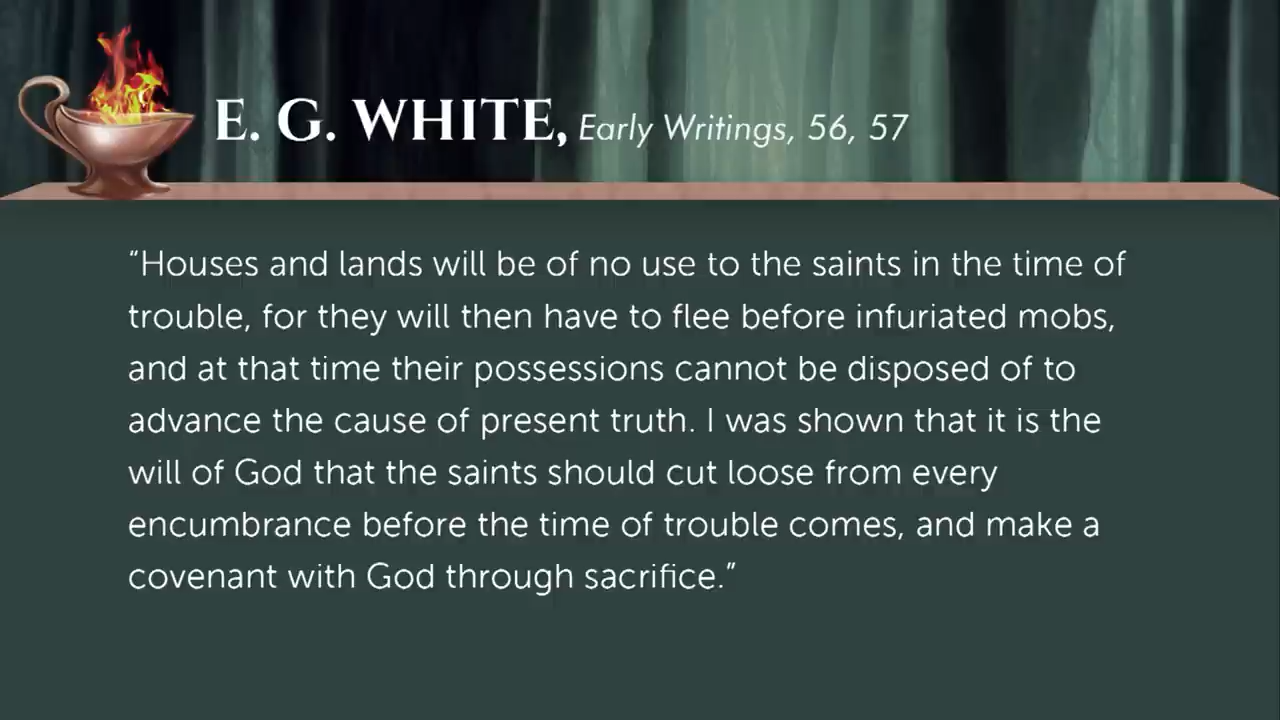 E. G. WHITE, Early Writings, 56, 57
“Houses and lands will be of no use to the saints in the time of
trouble, for they will then have to flee before infuriated mobs,
and at that time their possessions cannot be disposed of to
advance the cause of present truth. I was shown that it is the
will of God that the saints should cut loose from every
encumbrance before the time of trouble comes, and make a
covenant with God through sacrifice.”